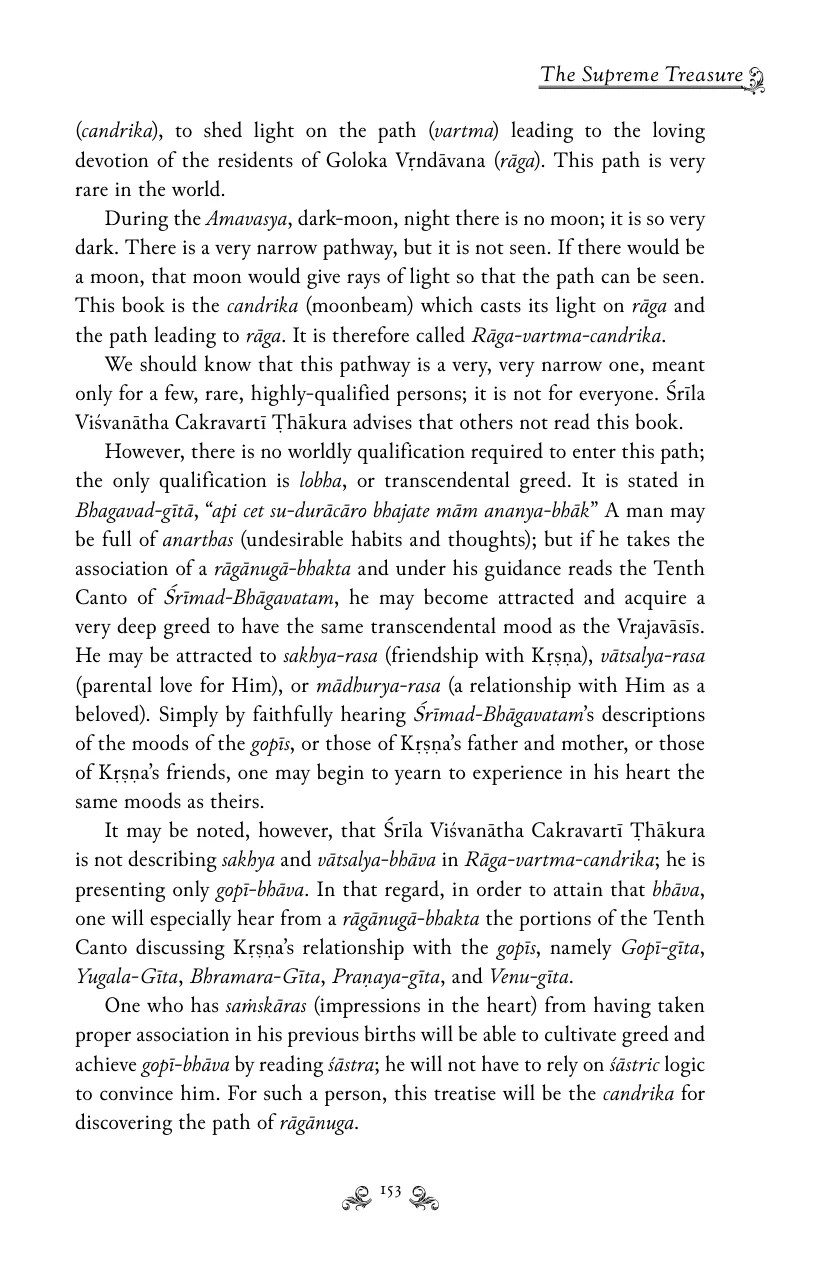 The Supreme Treasure
(candrika), to shed light on the path (vartma) leading to the loving
devotion of the residents of Goloka Vṛndāvana (rāga). This path is very
rare in the world.
During the Amavasya, dark-moon, night there is no moon; it is so very
dark. There is a very narrow pathway, but it is not seen. If there would be
a moon, that moon would give rays of light so that the path can be seen.
This book is the candrika (moonbeam) which casts its light on rāga and
the path leading to rāga. It is therefore called Rāga-vartma-candrika.
We should know that this pathway is a very, very narrow one, meant
only for a few, rare, highly-qualified persons; it is not for everyone. Śrīla
Viśvanātha Cakravartī Ṭhākura advises that others not read this book.
However, there is no worldly qualification required to enter this path;
the only qualification is lobha, or transcendental greed. It is stated in
Bhagavad-gītā, “api cet su-durācāro bhajate mām ananya-bhāk” A man may
be full of anarthas (undesirable habits and thoughts); but if he takes the
association of a rāgānugā-bhakta and under his guidance reads the Tenth
Canto of Śrīmad-Bhāgavatam, he may become attracted and acquire a
very deep greed to have the same transcendental mood as the Vrajavāsīs.
He may be attracted to sakhya-rasa (friendship with Kṛṣṇa), vātsalya-rasa
(parental love for Him), or mādhurya-rasa (a relationship with Him as a
beloved). Simply by faithfully hearing Śrīmad-Bhāgavatam’s descriptions
of the moods of the gopīs, or those of Kṛṣṇa’s father and mother, or those
of Kṛṣṇa’s friends, one may begin to yearn to experience in his heart the
same moods as theirs.
It may be noted, however, that Śrīla Viśvanātha Cakravartī Ṭhākura
is not describing sakhya and vātsalya-bhāva in Rāga-vartma-candrika; he is
presenting only gopī-bhāva. In that regard, in order to attain that bhāva,
one will especially hear from a rāgānugā-bhakta the portions of the Tenth
Canto discussing Kṛṣṇa’s relationship with the gopīs, namely Gopī-gīta,
Yugala-Gīta, Bhramara-Gīta, Praṇaya-gīta, and Venu-gīta.
One who has saṁskāras (impressions in the heart) from having taken
proper association in his previous births will be able to cultivate greed and
achieve gopī-bhāva by reading śāstra; he will not have to rely on śāstric logic
to convince him. For such a person, this treatise will be the candrika for
discovering the path of rāgānuga.
153